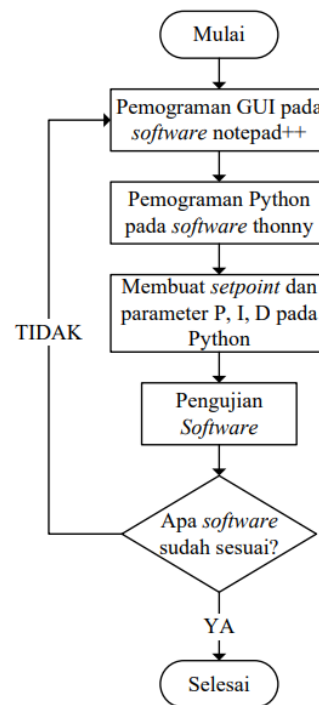 Mulai
Pemograman GUI pada
software notepad++
Pemograman Python
pada software thonny
Membuat setpoint dan
parameter P, I, D pada
Python
TIDAK
Pengujian
Software
Apa software
sudah sesuai?
YA
Selesai